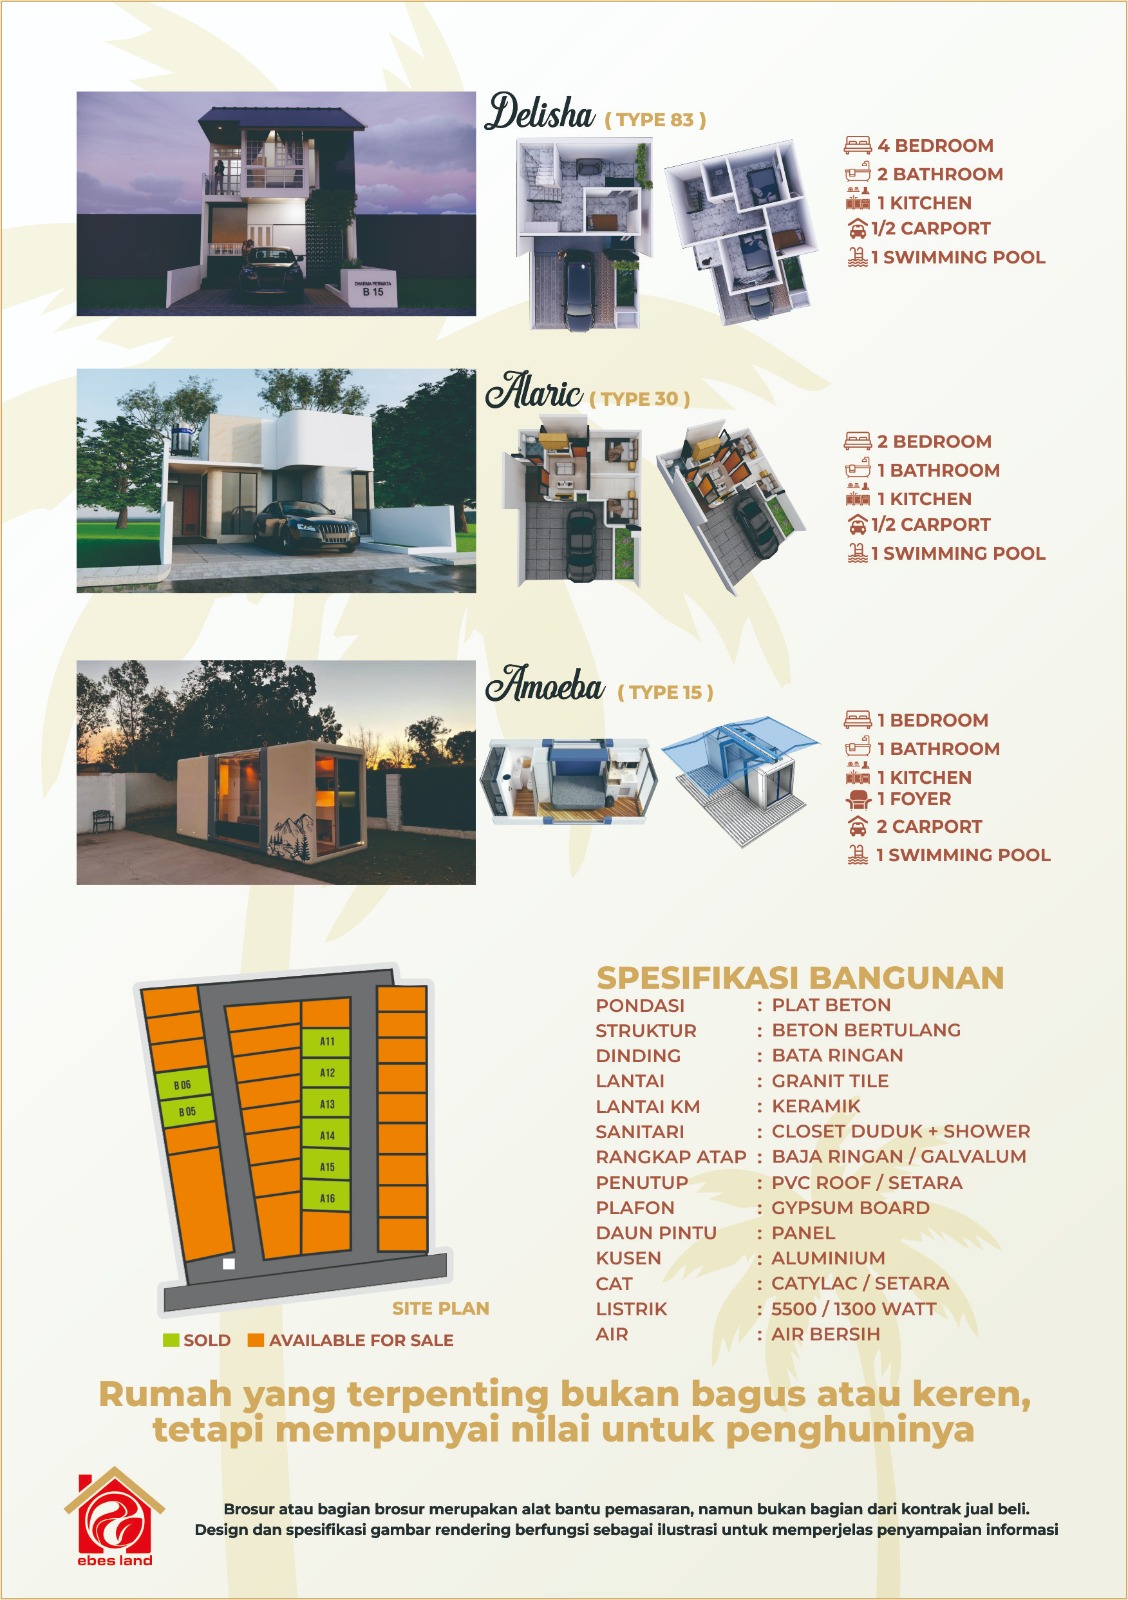 Delisha ( TYPE 83 )
4 BEDROOM
2 BATHROOM
1 KITCHEN
1/2 CARPORT
1 SWIMMING POOL
DHARMA PERMATA
B 15
Alaric ( TYPE 30 )
2 BEDROOM
1 BATHROOM
1 KITCHEN
1/2 CARPORT
1 SWIMMING POOL
Amoeba ( TYPE 15 )
1 BEDROOM
1 BATHROOM
1 KITCHEN
1 FOYER
2 CARPORT
1 SWIMMING POOL
A11
A12
A13
A14
A15
A16
B 06
B 05
SITE PLAN
SOLD AVAILABLE FOR SALE
SPESIFIKASI BANGUNAN
PONDASI : PLAT BETON
STRUKTUR : BETON BERTULANG
DINDING : BATA RINGAN
LANTAI : GRANIT TILE
LANTAI KM : KERAMIK
SANITARI : CLOSET DUDUK + SHOWER
RANGKAP ATAP : BAJA RINGAN / GALVALUM
PENUTUP : PVC ROOF / SETARA
PLAFON : GYPSUM BOARD
DAUN PINTU : PANEL
KUSEN : ALUMINIUM
CAT : CATYLAC / SETARA
LISTRIK : 5500 / 1300 WATT
AIR : AIR BERSIH
Rumah yang terpenting bukan bagus atau keren,
tetapi mempunyai nilai untuk penghuninya
ebes land
Brosur atau bagian brosur merupakan alat bantu pemasaran, namun bukan bagian dari kontrak jual beli.
Design dan spesifikasi gambar rendering berfungsi sebagai ilustrasi untuk memperjelas penyampaian informasi